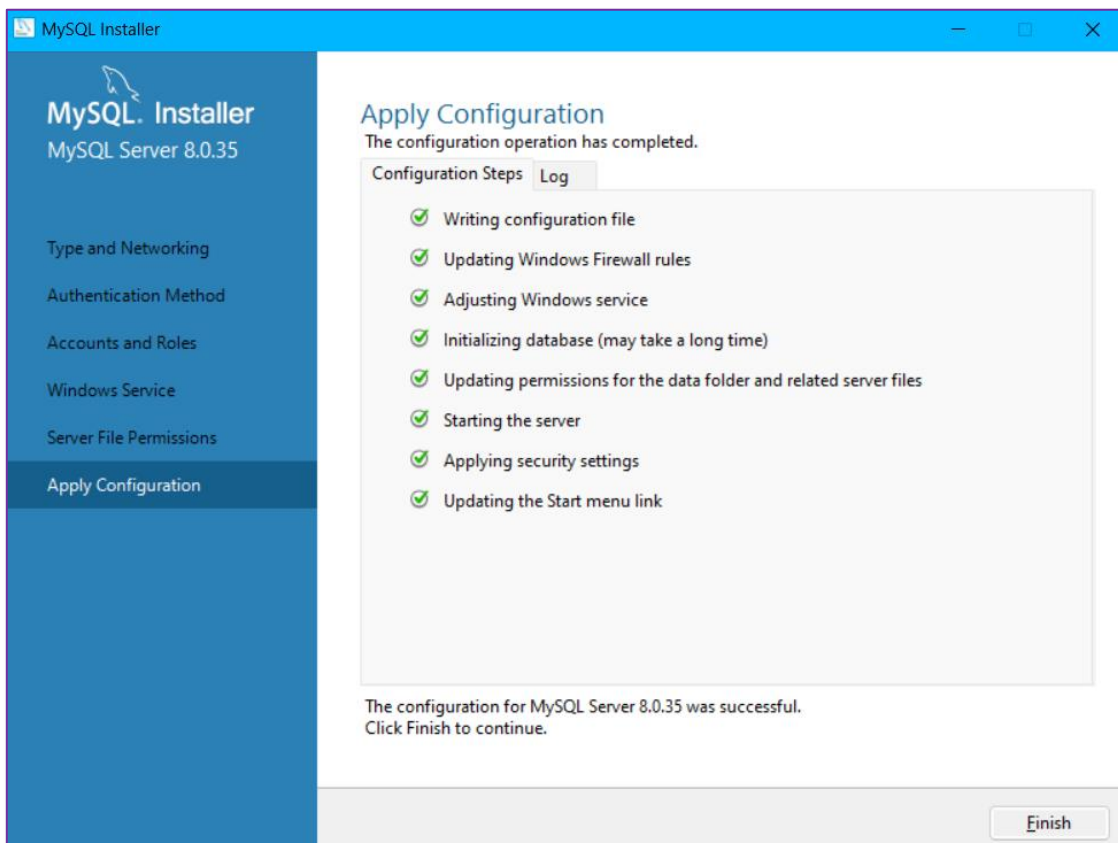 MySQL Installer
MySQL. Installer
MySQL Server 8.0.35
Type and Networking
Authentication Method
Accounts and Roles
Windows Service
Server File Permissions
Apply Configuration
Apply Configuration
The configuration operation has completed.
Configuration Steps Log
Writing configuration file
Updating Windows Firewall rules
Adjusting Windows service
Initializing database (may take a long time)
Updating permissions for the data folder and related server files
Starting the server
Applying security settings
Updating the Start menu link
The configuration for MySQL Server 8.0.35 was successful.
Click Finish to continue.
Finish